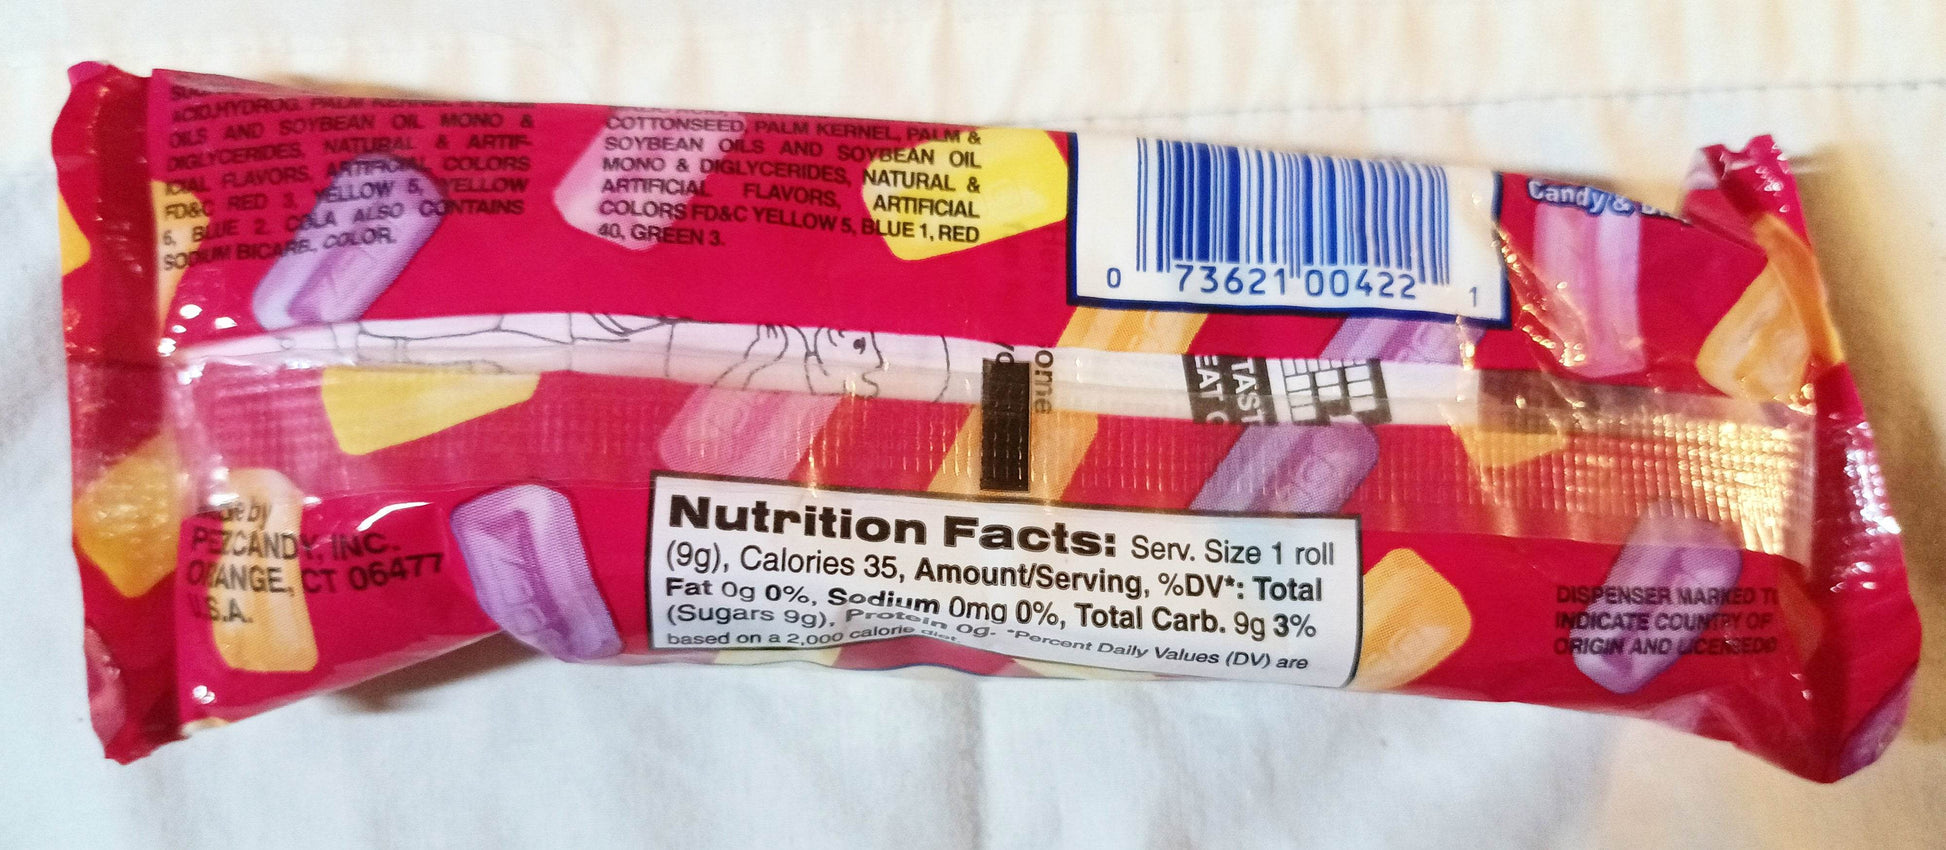 ACID,HYDROG. PALM KERNEL & PALM
OILS AND SOYBEAN OIL MONO &
DIGLYCERIDES, NATURAL & ARTIF-
ICIAL FLAVORS, ARTIFICIAL COLORS
FD&C RED 3, YELLOW 5, YELLOW
6, BLUE 2. COLA ALSO CONTAINS
SODIUM BICARB. COLOR.
COTTONSEED, PALM KERNEL, PALM &
SOYBEAN OILS AND SOYBEAN OIL
MONO & DIGLYCERIDES, NATURAL &
ARTIFICIAL FLAVORS, ARTIFICIAL
COLORS FD&C YELLOW 5, BLUE 1, RED
40, GREEN 3.
0 73621 00422 1
Candy &
ome
TAST
EAT
by
PEZCANDY, INC.
ORANGE, CT 06477
U.S.A.
Nutrition Facts: Serv. Size 1 roll
(9g), Calories 35, Amount/Serving, %DV*: Total
Fat 0g 0%, Sodium 0mg 0%, Total Carb. 9g 3%
(Sugars 9g), Protein 0g. *Percent Daily Values (DV) are
based on a 2,000 calorie diet.
DISPENSER MARKED
INDICATE COUNTRY OF
ORIGIN AND